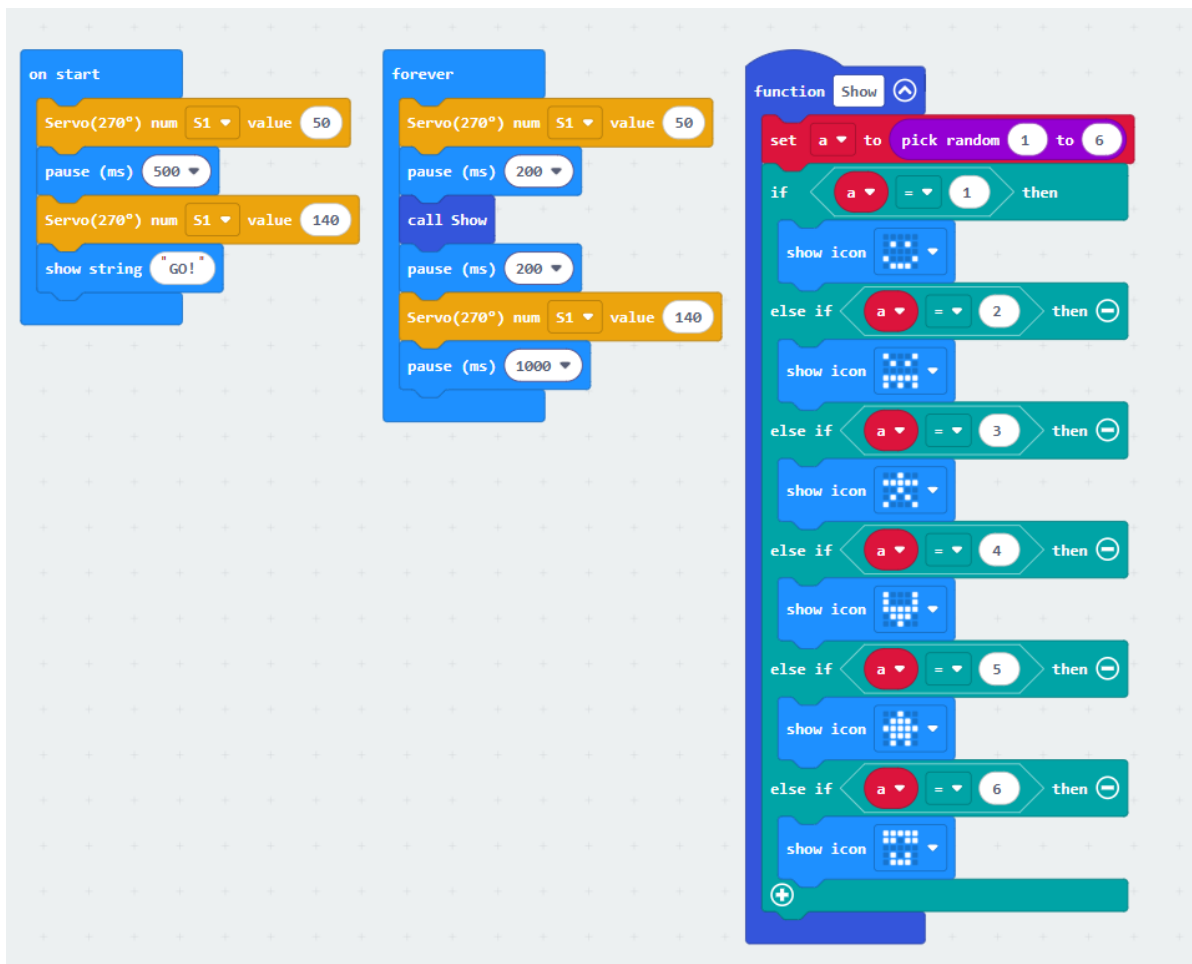 on start
Servo(270°) num S1 value 50
pause (ms) 500
Servo(270°) num S1 value 140
show string "GO!"
forever
Servo(270°) num S1 value 50
pause (ms) 200
call Show
pause (ms) 200
Servo(270°) num S1 value 140
pause (ms) 1000
function Show
set a to pick random 1 to 6
if a = 1 then
show icon
else if a = 2 then
show icon
else if a = 3 then
show icon
else if a = 4 then
show icon
else if a = 5 then
show icon
else if a = 6 then
show icon